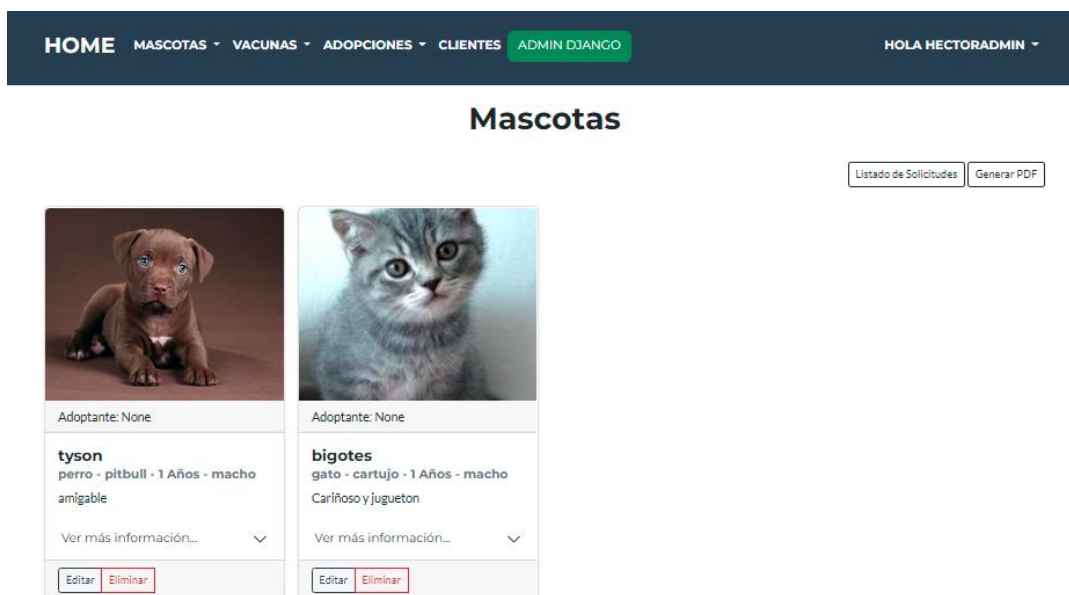 HOME MASCOTAS VACUNAS ADOPCIONES CLIENTES ADMIN DJANGO HOLA HECTORADMIN
Mascotas
Listado de Solicitudes Generar PDF
Adoptante: None
tyson
perro - pitbull - 1 Años - macho
amigable
Ver más información...
Editar Eliminar
Adoptante: None
bigotes
gato - cartujo - 1 Años - macho
Cariñoso y jugueton
Ver más información...
Editar Eliminar